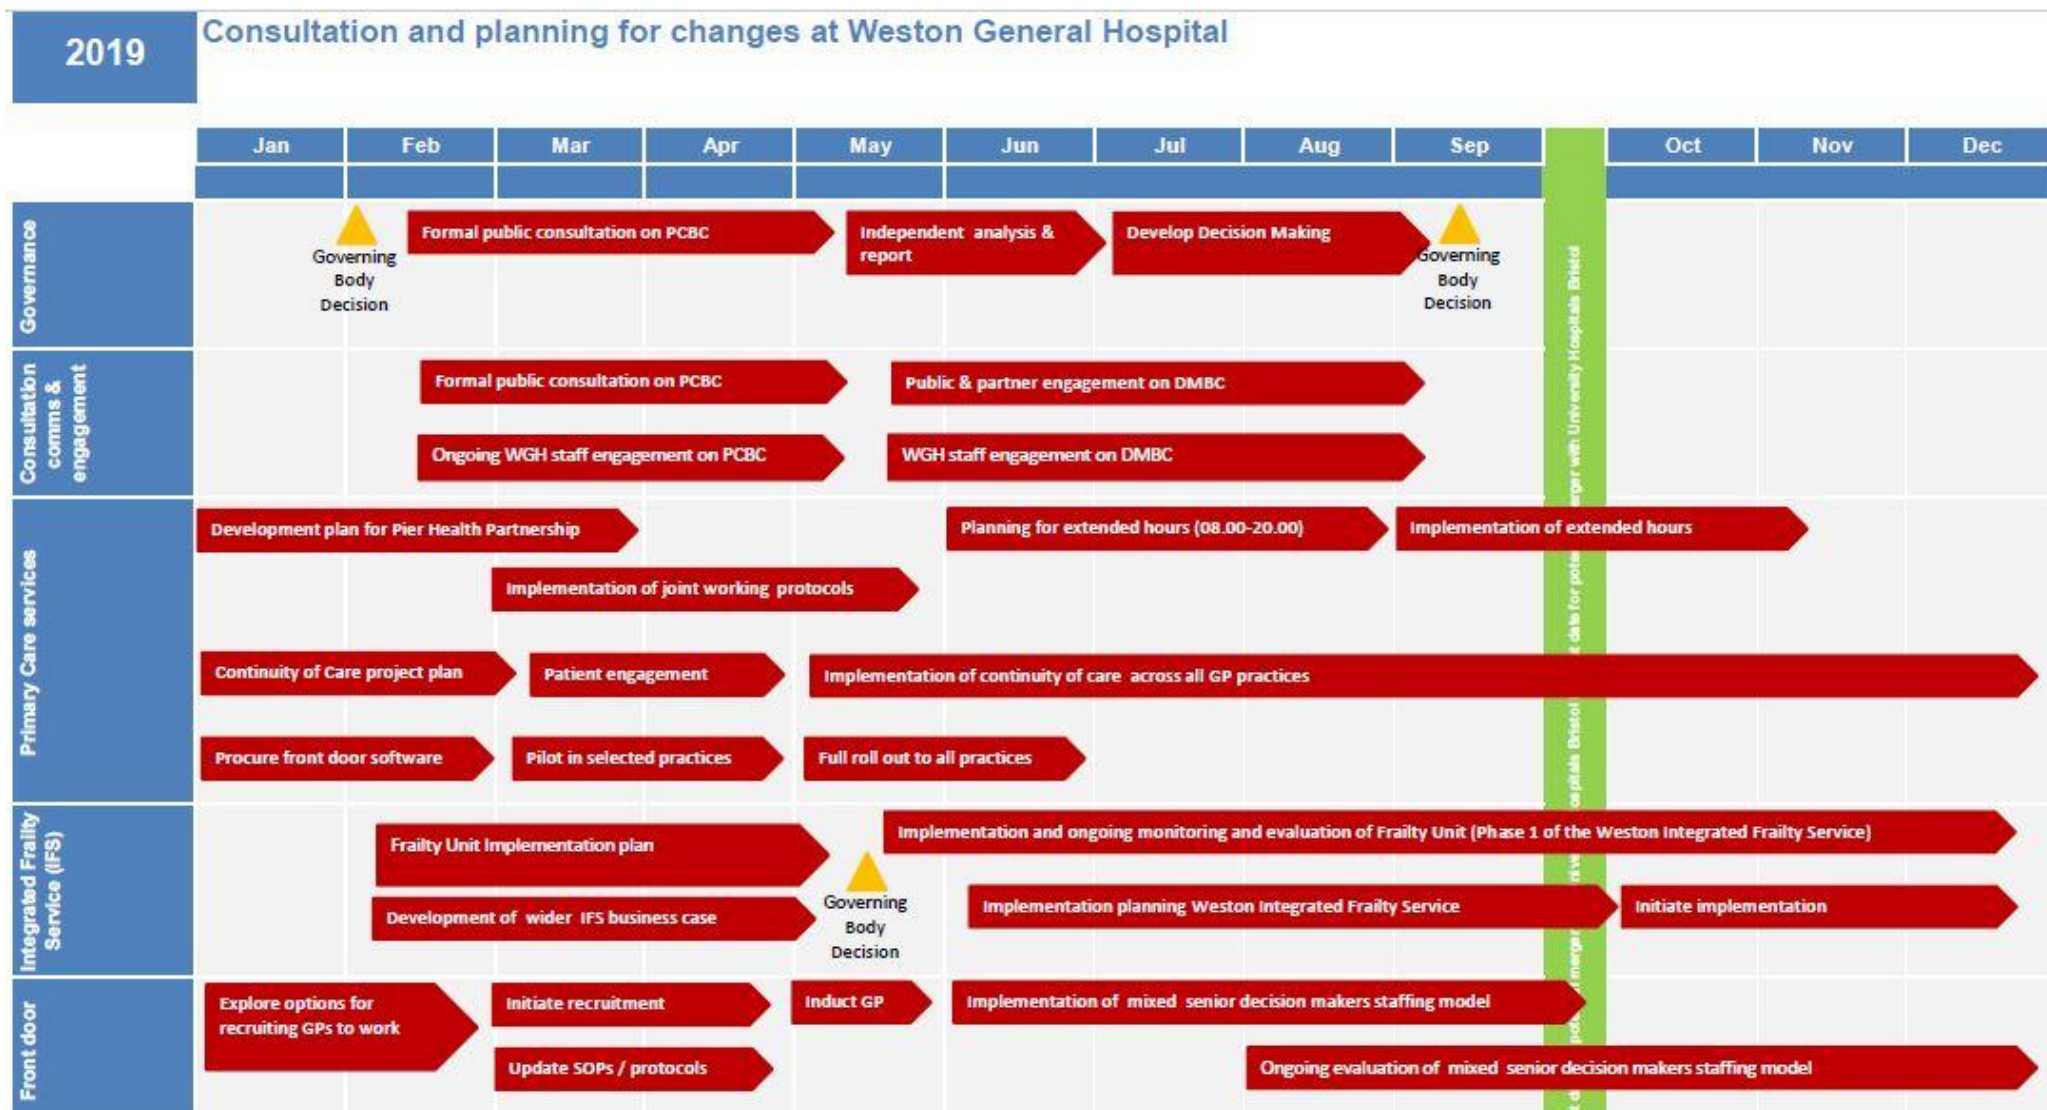 2019
Consultation and planning for changes at Weston General Hospital
Jan Feb Mar Apr May Jun Jul Aug Sep Oct Nov Dec
Governance
Governing
Body
Decision
Formal public consultation on PCBC
Independent analysis &
report
Develop Decision Making
Governing
Body
Decision
Consultation
comms &
engagement
Formal public consultation on PCBC
Public & partner engagement on DMBC
Ongoing WGH staff engagement on PCBC
WGH staff engagement on DMBC
Primary Care services
Development plan for Pier Health Partnership
Planning for extended hours (08.00-20.00)
Implementation of extended hours
Implementation of joint working protocols
Continuity of Care project plan
Patient engagement
Implementation of continuity of care across all GP practices
Procure front door software
Pilot in selected practices
Full roll out to all practices
Integrated Frailty
Service (IFS)
Frailty Unit Implementation plan
Implementation and ongoing monitoring and evaluation of Frailty Unit (Phase 1 of the Weston Integrated Frailty Service)
Development of wider IFS business case
Governing
Body
Decision
Implementation planning Weston Integrated Frailty Service
Initiate implementation
Front door
Explore options for
recruiting GPs to work
Initiate recruitment
Induct GP
Implementation of mixed senior decision makers staffing model
Update SOPs / protocols
Ongoing evaluation of mixed senior decision makers staffing model
date for with University Hospitals Bristol
Bristol